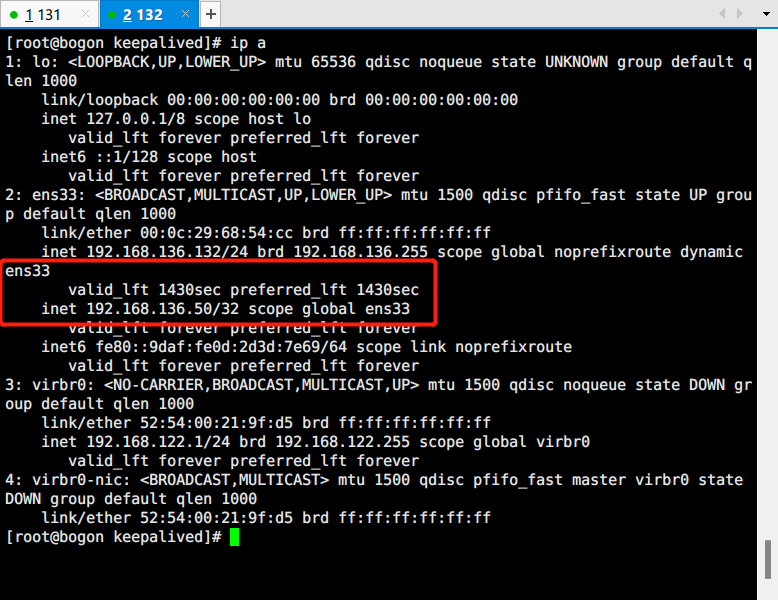 1 131
2 132
+
[root@bogon keepalived]# ip a
1: lo: <LOOPBACK,UP,LOWER_UP> mtu 65536 qdisc noqueue state UNKNOWN group default q
len 1000
    link/loopback 00:00:00:00:00:00 brd 00:00:00:00:00:00
    inet 127.0.0.1/8 scope host lo
       valid_lft forever preferred_lft forever
    inet6 ::1/128 scope host
       valid_lft forever preferred_lft forever
2: ens33: <BROADCAST,MULTICAST,UP,LOWER_UP> mtu 1500 qdisc pfifo_fast state UP grou
p default qlen 1000
    link/ether 00:0c:29:68:54:cc brd ff:ff:ff:ff:ff:ff
    inet 192.168.136.132/24 brd 192.168.136.255 scope global noprefixroute dynamic
ens33
       valid_lft 1430sec preferred_lft 1430sec
    inet 192.168.136.50/32 scope global ens33
       valid_lft forever preferred_lft forever
    inet6 fe80::9daf:fe0d:2d3d:7e69/64 scope link noprefixroute
       valid_lft forever preferred_lft forever
3: virbr0: <NO-CARRIER,BROADCAST,MULTICAST,UP> mtu 1500 qdisc noqueue state DOWN gr
oup default qlen 1000
    link/ether 52:54:00:21:9f:d5 brd ff:ff:ff:ff:ff:ff
    inet 192.168.122.1/24 brd 192.168.122.255 scope global virbr0
       valid_lft forever preferred_lft forever
4: virbr0-nic: <BROADCAST,MULTICAST> mtu 1500 qdisc pfifo_fast master virbr0 state
DOWN group default qlen 1000
    link/ether 52:54:00:21:9f:d5 brd ff:ff:ff:ff:ff:ff
[root@bogon keepalived]#